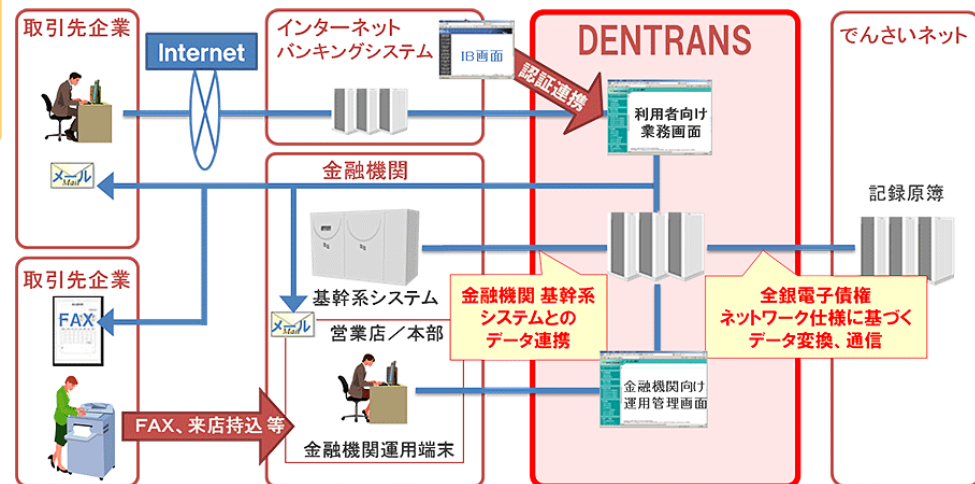 取引先企業
Internet
インターネット
バンキングシステム
IB画面
認証連携
DENTRANS
利用者向け
業務画面
でんさいネット
メール
Mail
金融機関
記録原簿
基幹系システム
金融機関 基幹系
システムとの
データ連携
全銀電子債権
ネットワーク仕様に基づく
データ変換、通信
取引先企業
FAX
メール
Mail
営業店／本部
金融機関向け
運用管理画面
FAX、来店持込 等
金融機関運用端末